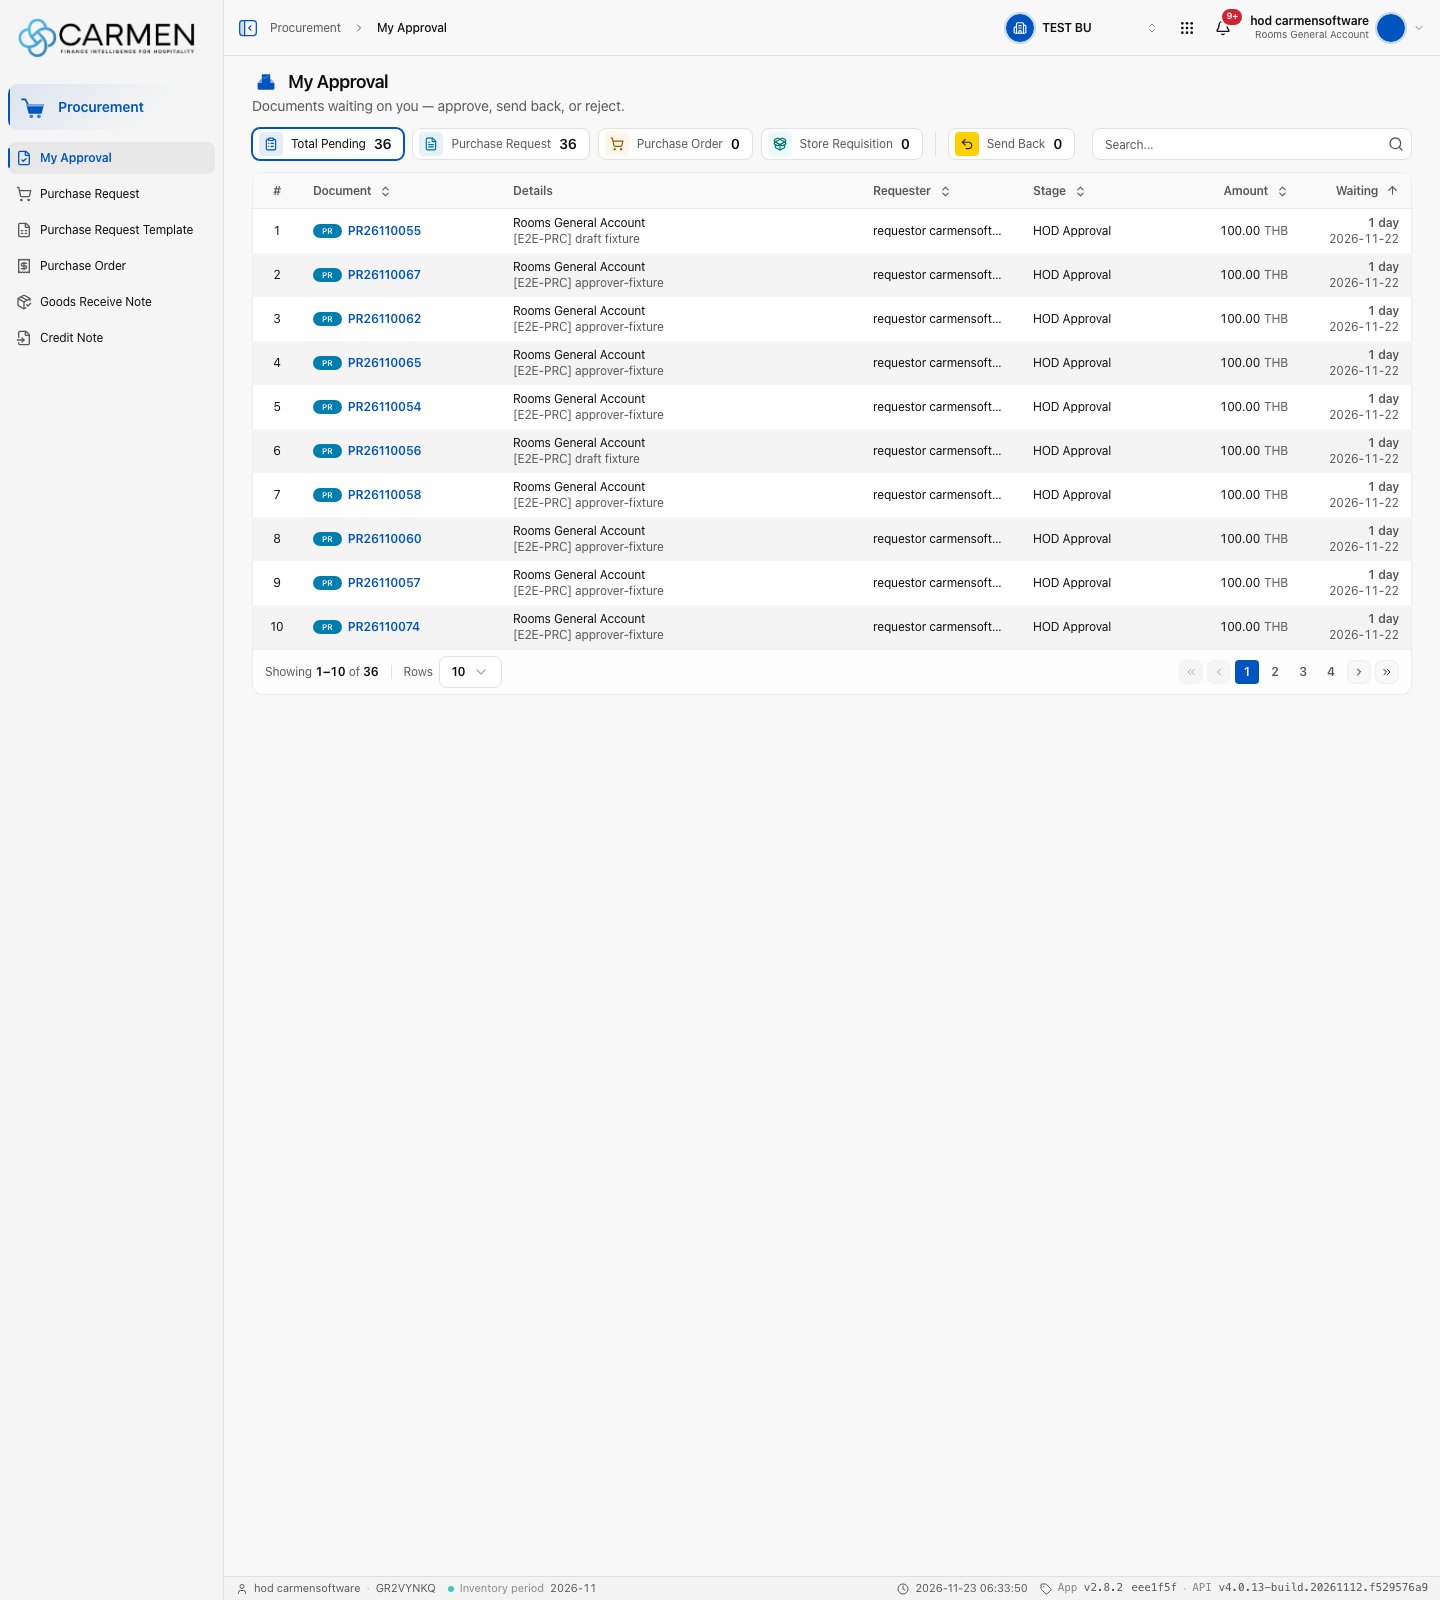 CARMEN
FINANCE INTELLIGENCE FOR HOSPITALITY
Procurement
My Approval
Purchase Request
Purchase Request Template
Purchase Order
Goods Receive Note
Credit Note
Procurement > My Approval
TEST BU
9+
hod carmensoftware
Rooms General Account
My Approval
Documents waiting on you — approve, send back, or reject.
Total Pending 36
Purchase Request 36
Purchase Order 0
Store Requisition 0
Send Back 0
Search...
# Document Details Requester Stage Amount Waiting
1 PR PR26110055 Rooms General Account requestor carmensoft... HOD Approval 100.00 THB 1 day
[E2E-PRC] draft fixture 2026-11-22
2 PR PR26110067 Rooms General Account requestor carmensoft... HOD Approval 100.00 THB 1 day
[E2E-PRC] approver-fixture 2026-11-22
3 PR PR26110062 Rooms General Account requestor carmensoft... HOD Approval 100.00 THB 1 day
[E2E-PRC] approver-fixture 2026-11-22
4 PR PR26110065 Rooms General Account requestor carmensoft... HOD Approval 100.00 THB 1 day
[E2E-PRC] approver-fixture 2026-11-22
5 PR PR26110054 Rooms General Account requestor carmensoft... HOD Approval 100.00 THB 1 day
[E2E-PRC] approver-fixture 2026-11-22
6 PR PR26110056 Rooms General Account requestor carmensoft... HOD Approval 100.00 THB 1 day
[E2E-PRC] draft fixture 2026-11-22
7 PR PR26110058 Rooms General Account requestor carmensoft... HOD Approval 100.00 THB 1 day
[E2E-PRC] approver-fixture 2026-11-22
8 PR PR26110060 Rooms General Account requestor carmensoft... HOD Approval 100.00 THB 1 day
[E2E-PRC] approver-fixture 2026-11-22
9 PR PR26110057 Rooms General Account requestor carmensoft... HOD Approval 100.00 THB 1 day
[E2E-PRC] approver-fixture 2026-11-22
10 PR PR26110074 Rooms General Account requestor carmensoft... HOD Approval 100.00 THB 1 day
[E2E-PRC] approver-fixture 2026-11-22
Showing 1–10 of 36 Rows 10 « ‹ 1 2 3 4 › »
hod carmensoftware · GR2VYNKQ Inventory period 2026-11 2026-11-23 06:33:50 App v2.8.2 eee1f5f · API v4.0.13-build.20261112.f529576a9